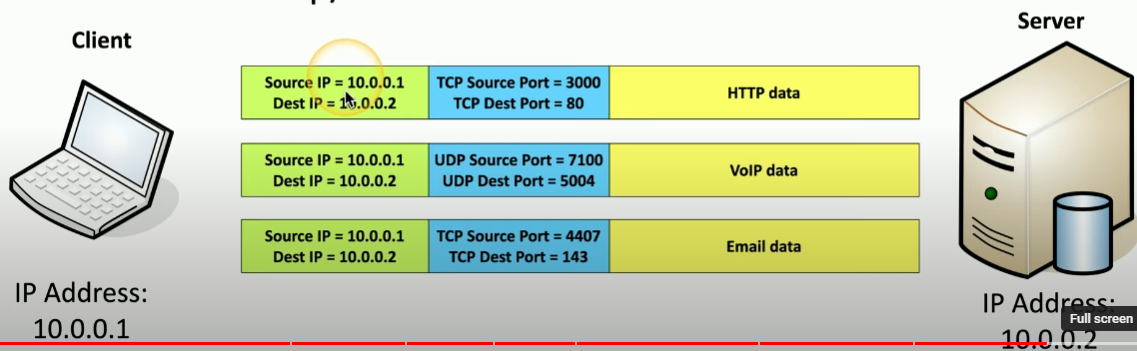 Client
Server
Source IP = 10.0.0.1
Dest IP = 10.0.0.2
TCP Source Port = 3000
TCP Dest Port = 80
HTTP data
Source IP = 10.0.0.1
Dest IP = 10.0.0.2
UDP Source Port = 7100
UDP Dest Port = 5004
VoIP data
Source IP = 10.0.0.1
Dest IP = 10.0.0.2
TCP Source Port = 4407
TCP Dest Port = 143
Email data
IP Address:
10.0.0.1
IP Address:
10.0.0.2
Full screen